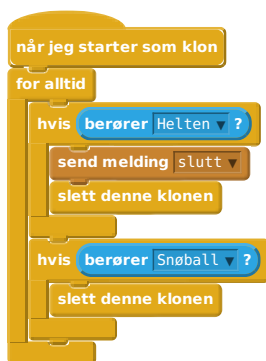 når jeg starter som klon
for alltid
hvis berører Helten ▼ ?
send melding slutt ▼
slett denne klonen
hvis berører Snøball ▼ ?
slett denne klonen